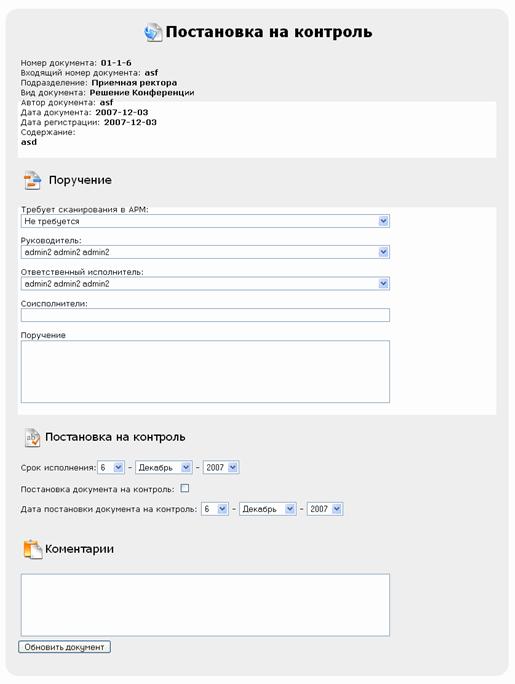 Постановка на контроль
Номер документа: 01-1-6
Входящий номер документа: asf
Подразделение: Приемная ректора
Вид документа: Решение Конференции
Автор документа: asf
Дата документа: 2007-12-03
Дата регистрации: 2007-12-03
Содержание:
asd
Поручение
Требует сканирования в АРМ:
Не требуется
Руководитель:
admin2 admin2 admin2
Ответственный исполнитель:
admin2 admin2 admin2
Соисполнители:
Поручение
Постановка на контроль
Срок исполнения: 6 - Декабрь - 2007
Постановка документа на контроль:
Дата постановки документа на контроль: 6 - Декабрь - 2007
Коментарии
Обновить документ